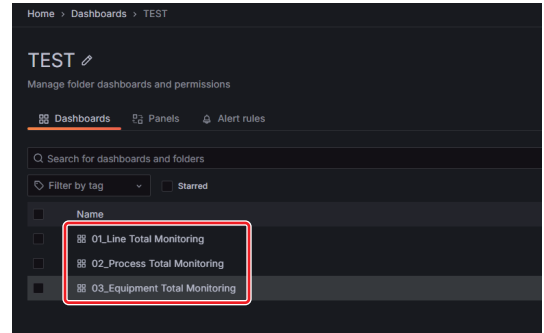 Home > Dashboards > TEST
TEST
Manage folder dashboards and permissions
Dashboards Panels Alert rules
Search for dashboards and folders
Filter by tag Starred
Name
01_Line Total Monitoring
02_Process Total Monitoring
03_Equipment Total Monitoring